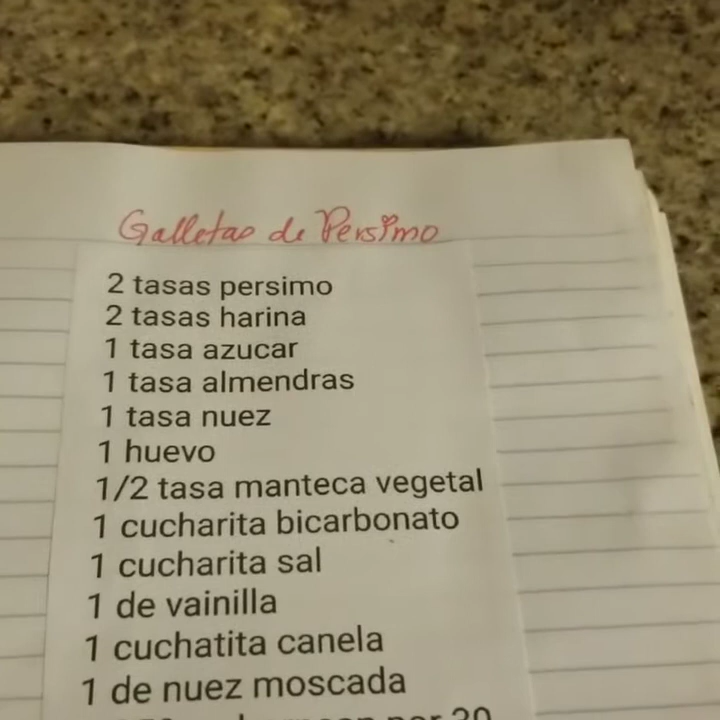 Galletas de Persimo
2 tasas persimo
2 tasas harina
1 tasa azucar
1 tasa almendras
1 tasa nuez
1 huevo
1/2 tasa manteca vegetal
1 cucharita bicarbonato
1 cucharita sal
1 de vainilla
1 cuchatita canela
1 de nuez moscada
por 20